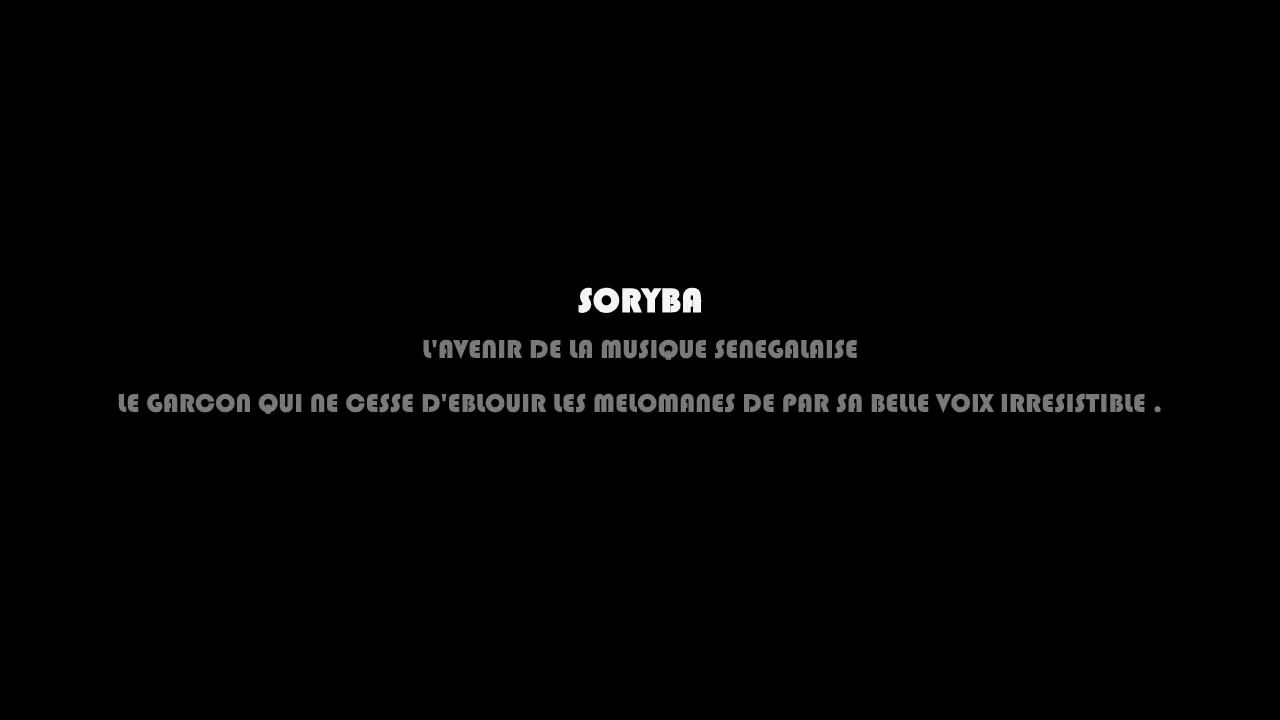 SORYBA
L'AVENIR DE LA MUSIQUE SENEGALAISE
LE GARCON QUI NE CESSE D'EBLOUIR LES MELOMANES DE PAR SA BELLE VOIX IRRESISTIBLE .